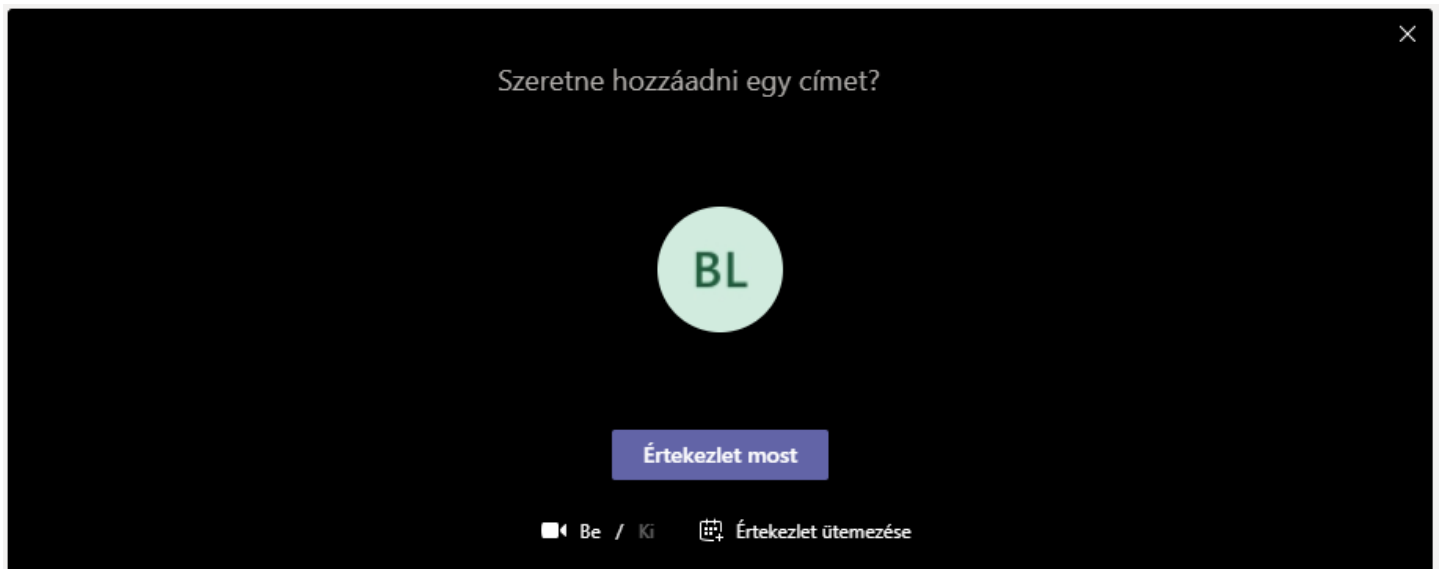 Szeretne hozzáadni egy címet?
BL
Értekezlet most
Be / Ki Értekezlet ütemezése